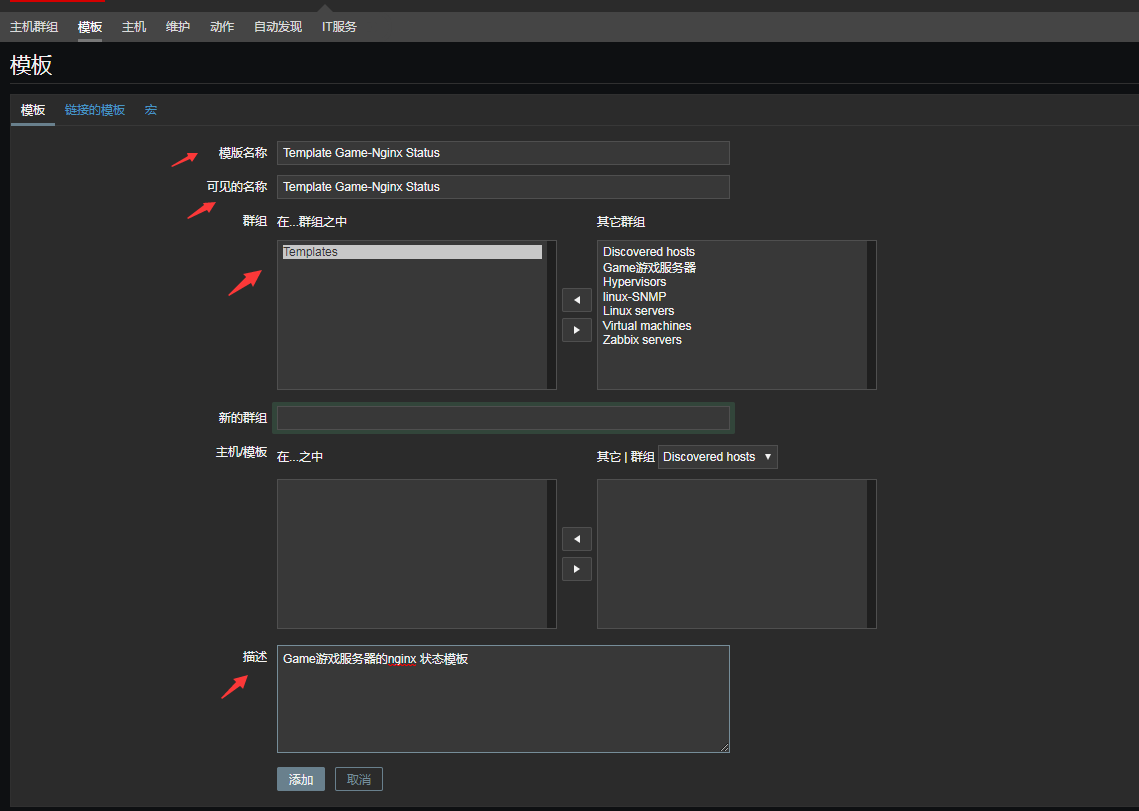 主机群组 模板 主机 维护 动作 自动发现 IT服务
模板
模板 链接的模板 宏
模版名称 Template Game-Nginx Status
可见的名称 Template Game-Nginx Status
群组 在...群组之中 其它群组
Templates
Discovered hosts
Game游戏服务器
Hypervisors
linux-SNMP
Linux servers
Virtual machines
Zabbix servers
新的群组
主机/模板 在...之中 其它 | 群组 Discovered hosts
描述 Game游戏服务器的nginx 状态模板
添加 取消